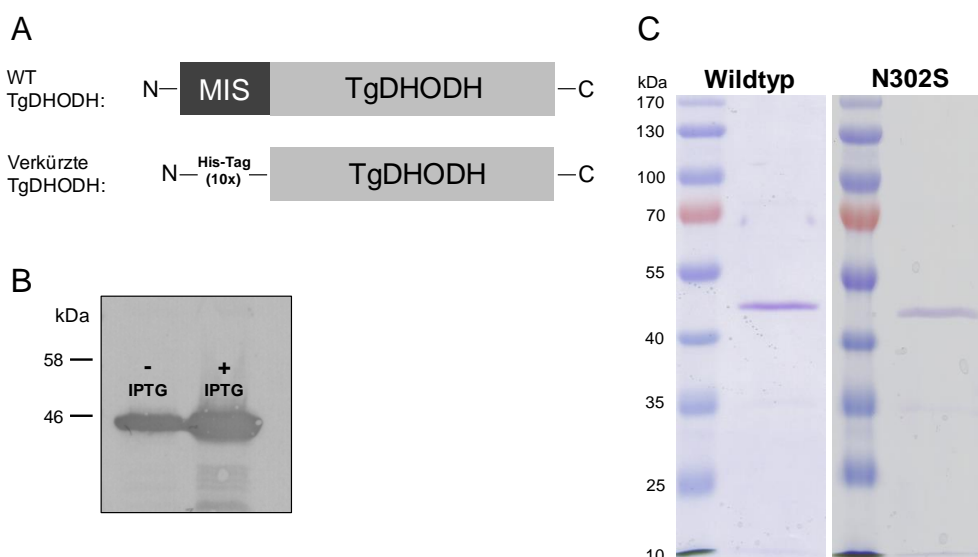 A
WT
TgDHODH:
N
MIS
TgDHODH
C
Verkürzte
TgDHODH:
N
His-Tag
(10x)
TgDHODH
C
B
kDa
58
46
- +
IPTG IPTG
C
kDa
Wildtyp N302S
170
130
100
70
55
40
35
25
10